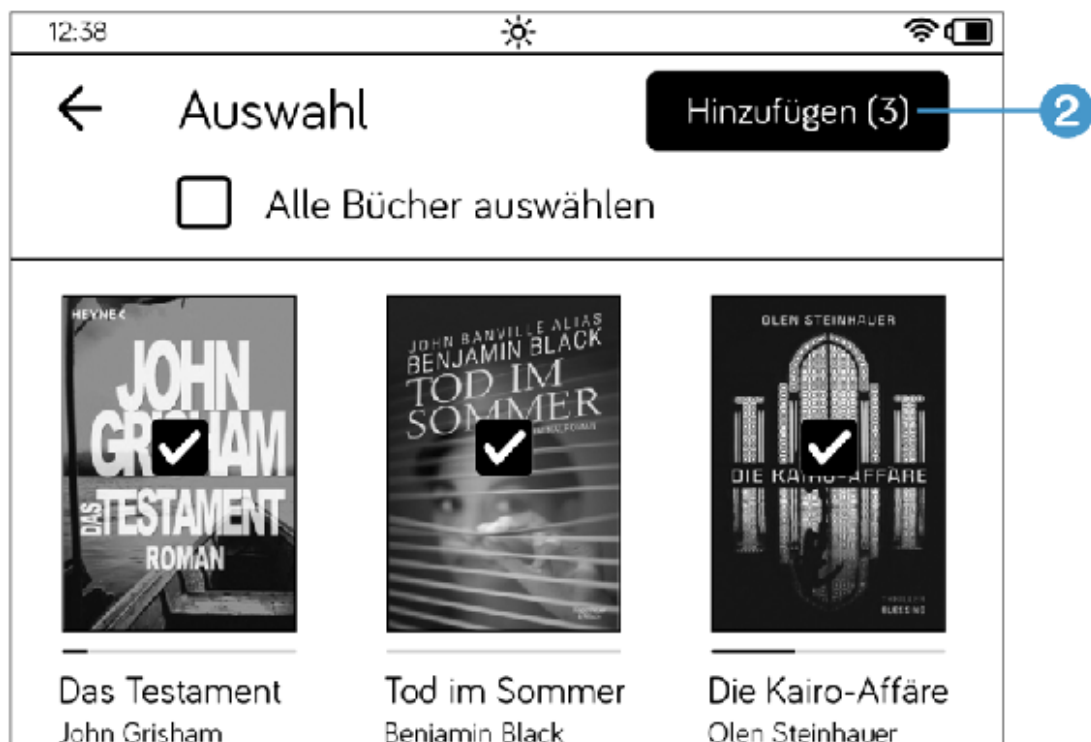 12:38
Auswahl
Hinzufügen (3)
2
Alle Bücher auswählen
HEYNE
JOHN
GRISHAM
DAS TESTAMENT
ROMAN
JOHN BANVILLE ALIAS
BENJAMIN BLACK
TOD IM
SOMMER
OLEN STEINHAUER
DIE KAIRO-AFFÄRE
THRILLER
BLESSING
Das Testament
John Grisham
Tod im Sommer
Benjamin Black
Die Kairo-Affäre
Olen Steinhauer